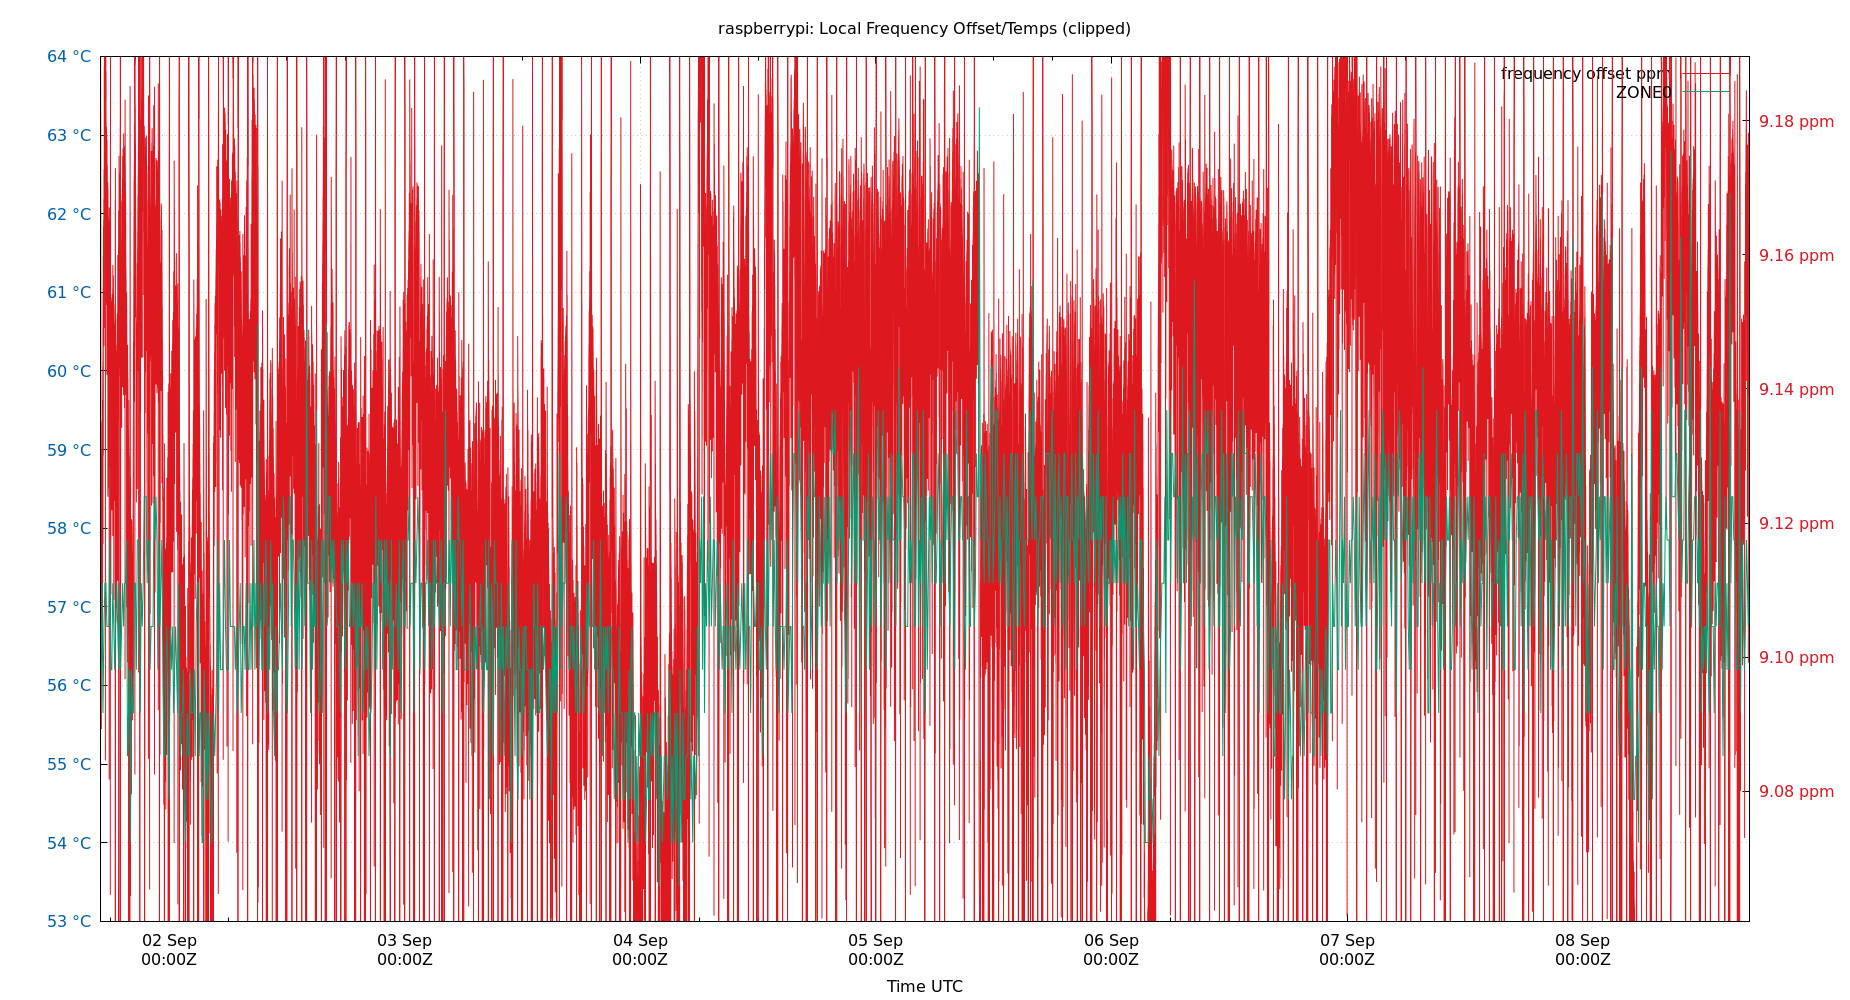 raspberrypi: Local Frequency Offset/Temps (clipped)
64 °C
63 °C
62 °C
61 °C
60 °C
59 °C
58 °C
57 °C
56 °C
55 °C
54 °C
53 °C
frequency offset ppm
ZONE0
9.18 ppm
9.16 ppm
9.14 ppm
9.12 ppm
9.10 ppm
9.08 ppm
02 Sep
00:00Z
03 Sep
00:00Z
04 Sep
00:00Z
05 Sep
00:00Z
06 Sep
00:00Z
07 Sep
00:00Z
08 Sep
00:00Z
Time UTC